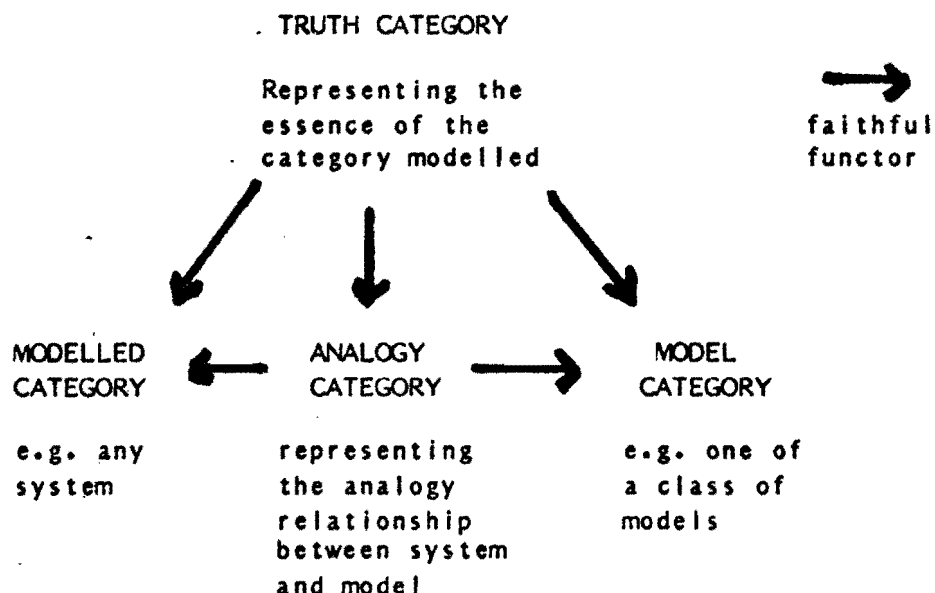 TRUTH CATEGORY
Representing the
essence of the
category modelled
faithful
functor
MODELLED
CATEGORY
e.g. any
system
ANALOGY
CATEGORY
representing
the analogy
relationship
between system
and model
MODEL
CATEGORY
e.g. one of
a class of
models